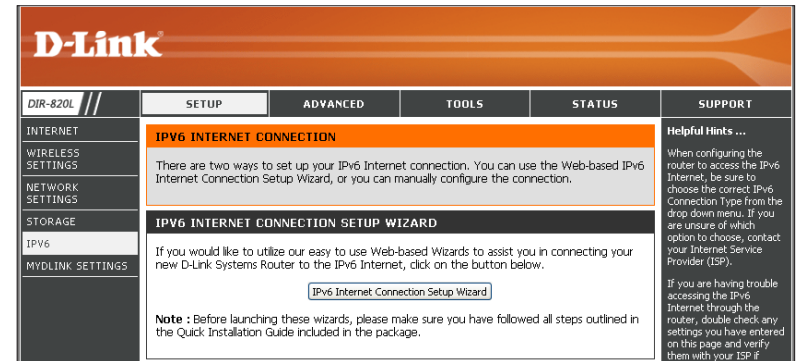 D-Link
DIR-820L
SETUP
ADVANCED
TOOLS
STATUS
SUPPORT
INTERNET
WIRELESS
SETTINGS
NETWORK
SETTINGS
STORAGE
IPV6
MYDLINK SETTINGS
IPV6 INTERNET CONNECTION
There are two ways to set up your IPv6 Internet connection. You can use the Web-based IPv6
Internet Connection Setup Wizard, or you can manually configure the connection.
IPV6 INTERNET CONNECTION SETUP WIZARD
If you would like to utilize our easy to use Web-based Wizards to assist you in connecting your
new D-Link Systems Router to the IPv6 Internet, click on the button below.
IPv6 Internet Connection Setup Wizard
Note : Before launching these wizards, please make sure you have followed all steps outlined in
the Quick Installation Guide included in the package.
Helpful Hints ...
When configuring the
router to access the IPv6
Internet, be sure to
choose the correct IPv6
Connection Type from the
drop down menu. If you
are unsure of which
option to choose, contact
your Internet Service
Provider (ISP).
If you are having trouble
accessing the IPv6
Internet through the
router, double check any
settings you have entered
on this page and verify
them with your ISP if